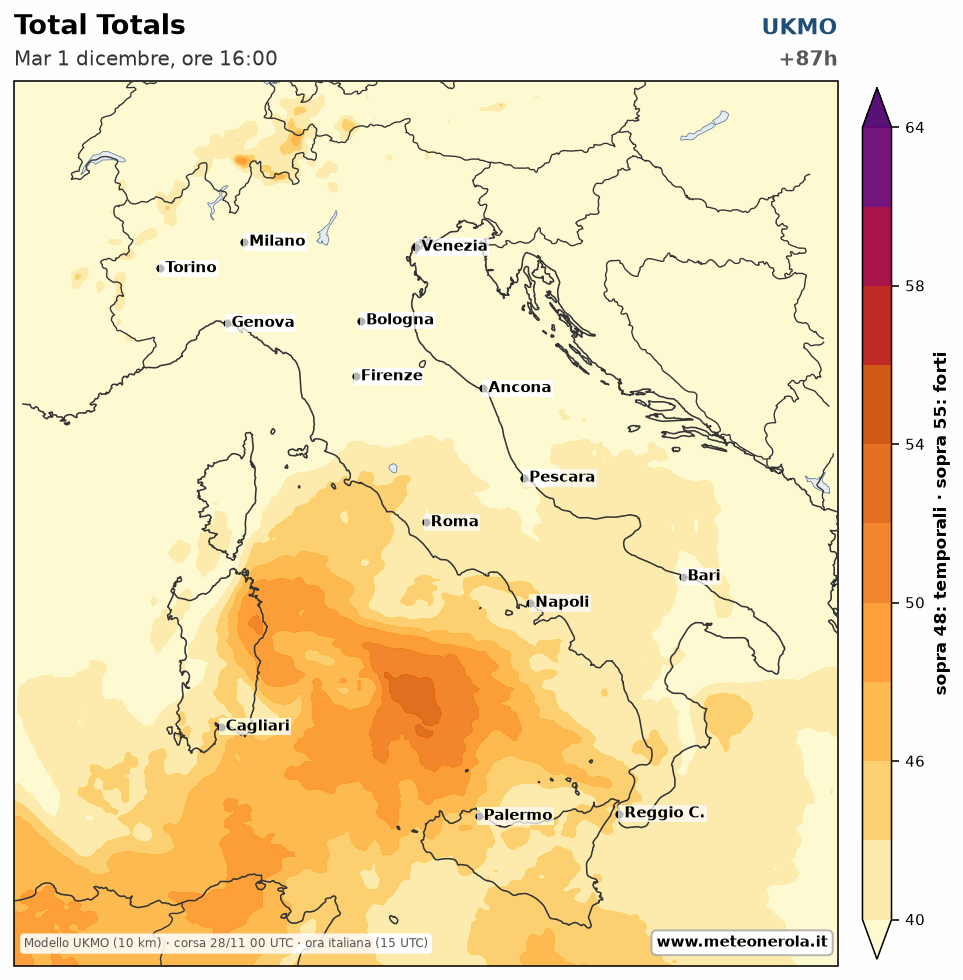 Total Totals
UKMO
Mar 1 dicembre, ore 16:00
+87h
64
58
54
50
46
40
sopra 48: temporali · sopra 55: forti
Milano
Venezia
Torino
Genova
Bologna
Firenze
Ancona
Pescara
Roma
Bari
Napoli
Cagliari
Palermo
Reggio C.
Modello UKMO (10 km) · corsa 28/11 00 UTC · ora italiana (15 UTC)
www.meteonerola.it